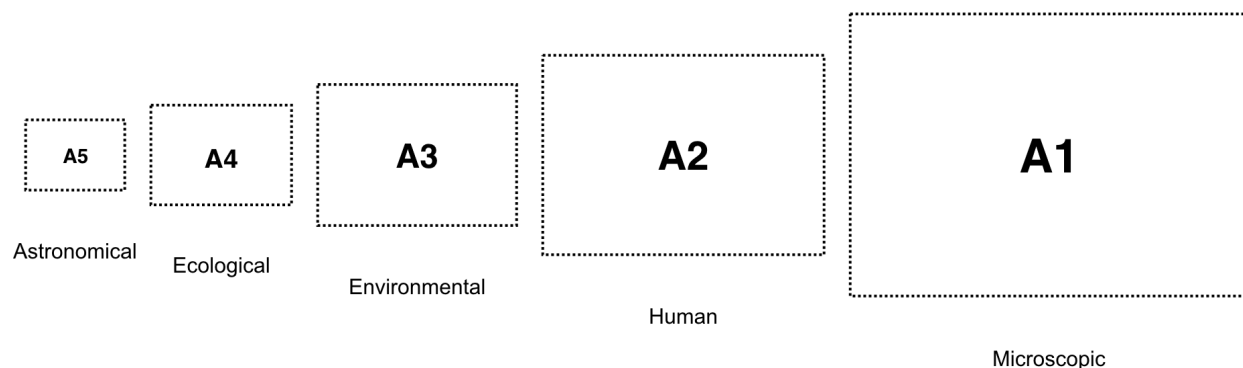 A5
Astronomical
A4
Ecological
A3
Environmental
A2
Human
A1
Microscopic